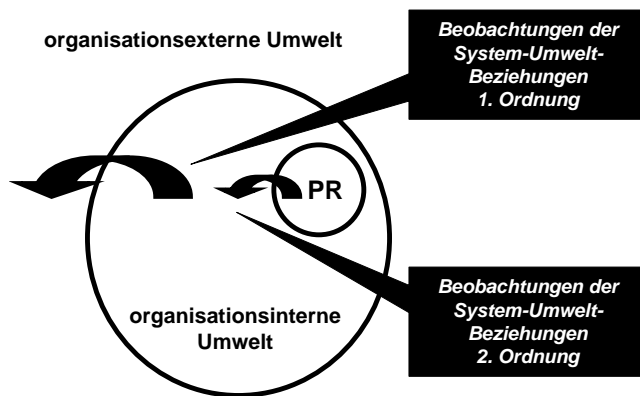 organisationsexterne Umwelt
Beobachtungen der
System-Umwelt-
Beziehungen
1. Ordnung
PR
organisationsinterne
Umwelt
Beobachtungen der
System-Umwelt-
Beziehungen
2. Ordnung